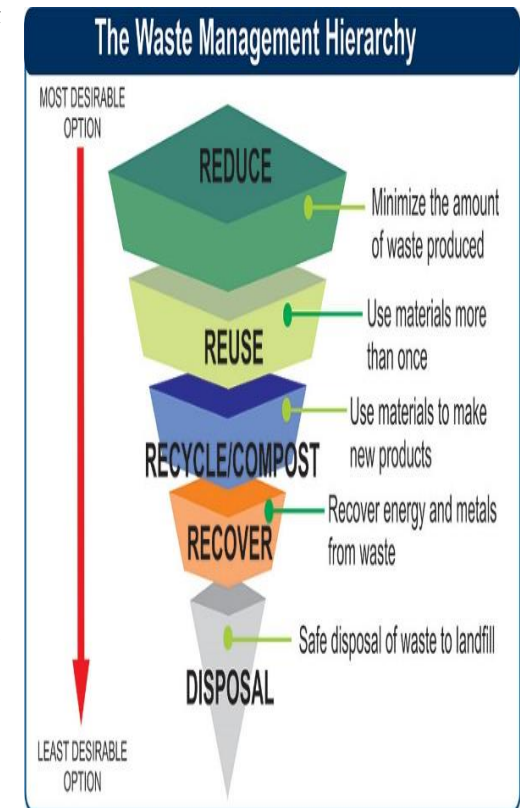 The Waste Management Hierarchy
MOST DESIRABLE
OPTION
REDUCE
Minimize the amount
of waste produced
REUSE
Use materials more
than once
RECYCLE/COMPOST
Use materials to make
new products
RECOVER
Recover energy and metals
from waste
DISPOSAL
Safe disposal of waste to landfill
LEAST DESIRABLE
OPTION